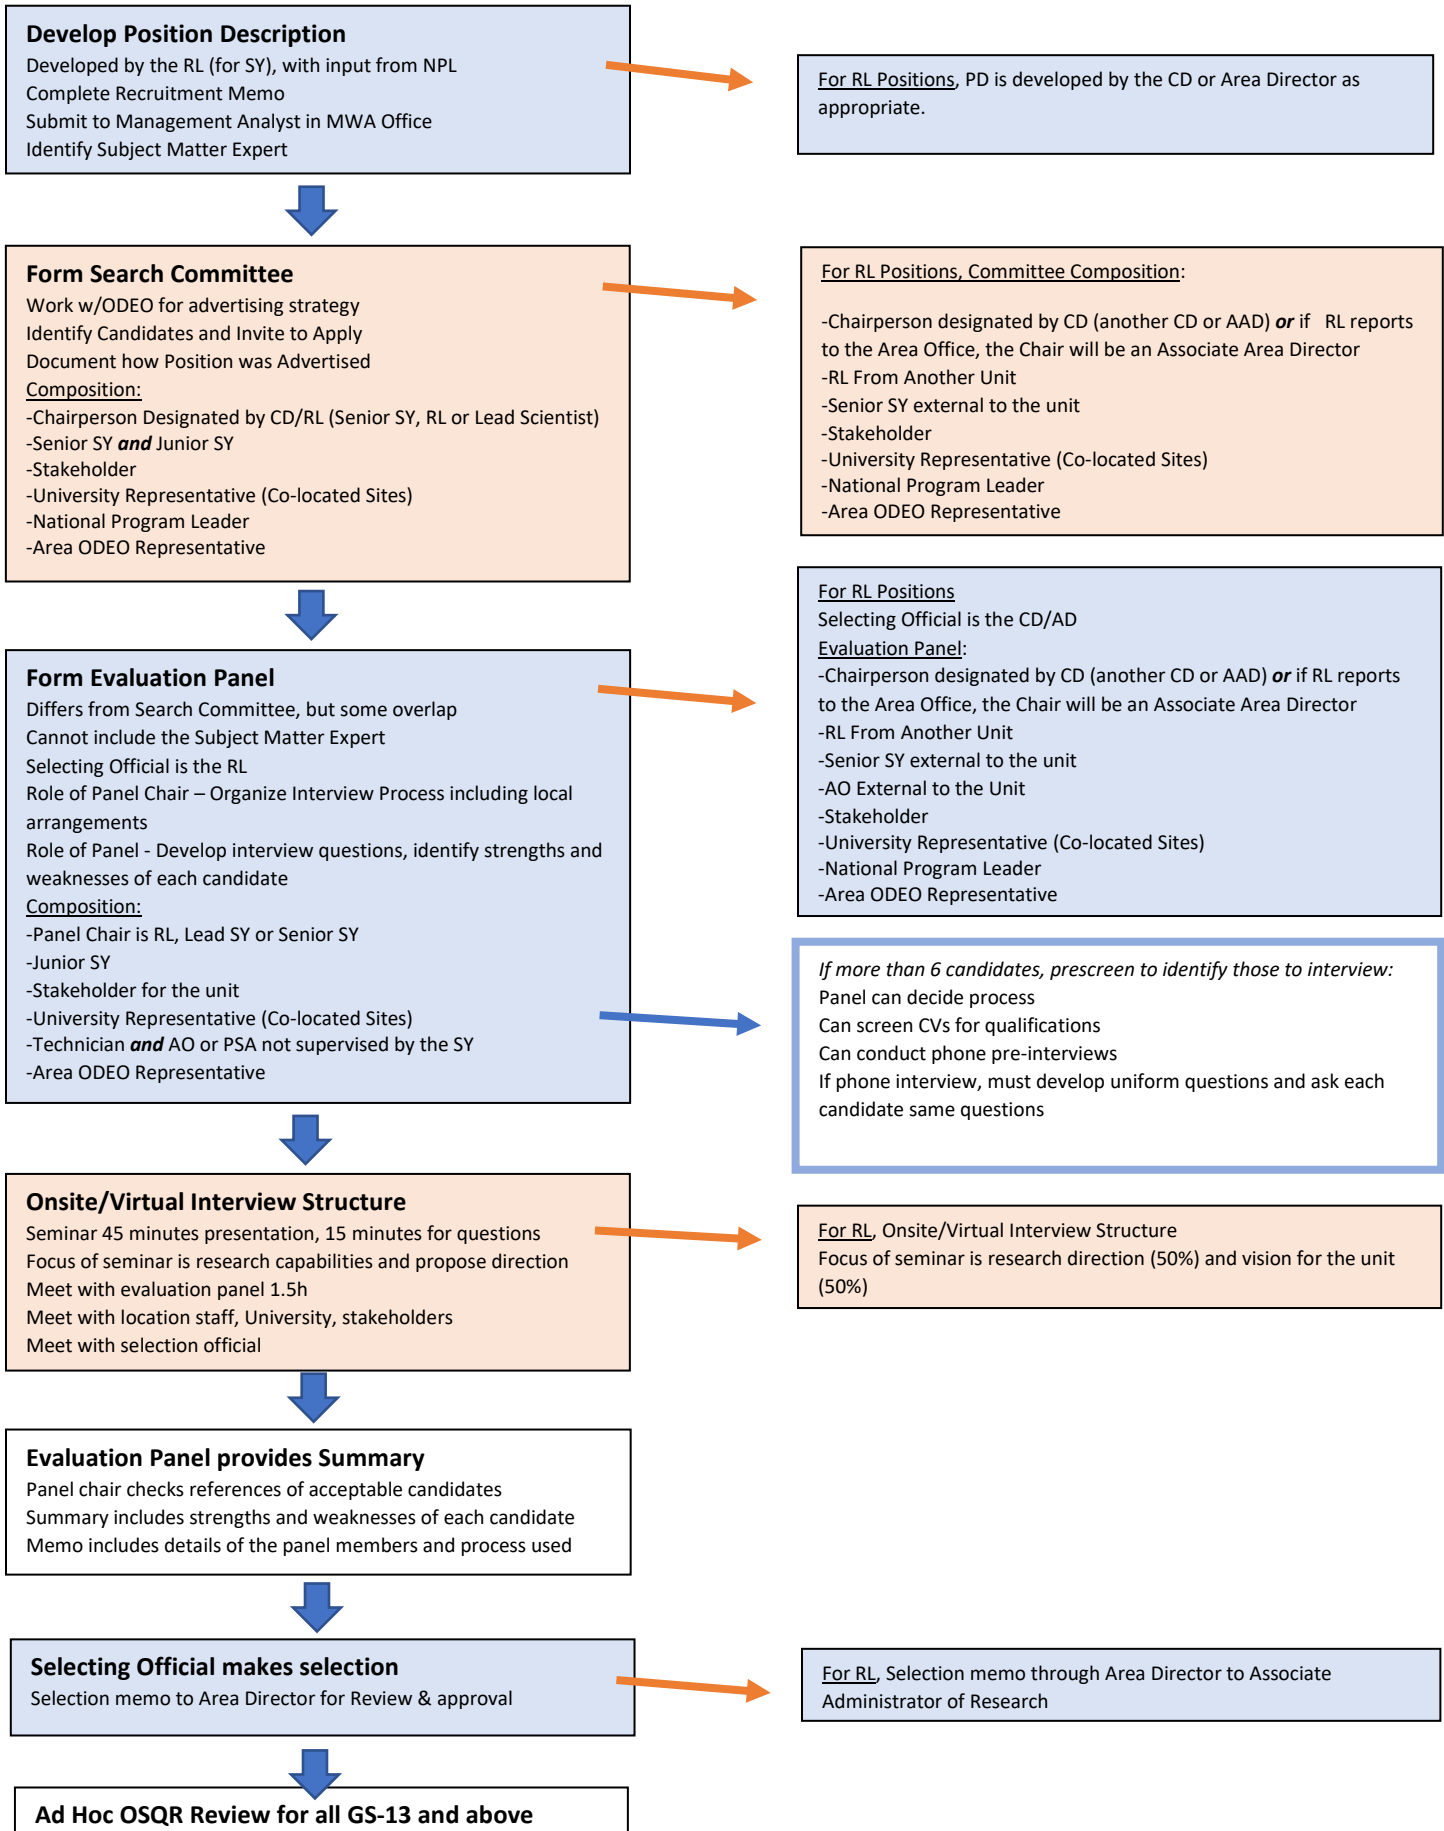 Develop Position Description
Developed by the RL (for SY), with input from NPL
Complete Recruitment Memo
Submit to Management Analyst in MWA Office
Identify Subject Matter Expert
For RL Positions, PD is developed by the CD or Area Director as
appropriate.
Form Search Committee
Work w/ODEO for advertising strategy
Identify Candidates and Invite to Apply
Document how Position was Advertised
Composition:
-Chairperson Designated by CD/RL (Senior SY, RL or Lead Scientist)
-Senior SY and Junior SY
-Stakeholder
-University Representative (Co-located Sites)
-National Program Leader
-Area ODEO Representative
For RL Positions, Committee Composition:
-Chairperson designated by CD (another CD or AAD) or if RL reports
to the Area Office, the Chair will be an Associate Area Director
-RL From Another Unit
-Senior SY external to the unit
-Stakeholder
-University Representative (Co-located Sites)
-National Program Leader
-Area ODEO Representative
Form Evaluation Panel
Differs from Search Committee, but some overlap
Cannot include the Subject Matter Expert
Selecting Official is the RL
Role of Panel Chair – Organize Interview Process including local
arrangements
Role of Panel - Develop interview questions, identify strengths and
weaknesses of each candidate
Composition:
-Panel Chair is RL, Lead SY or Senior SY
-Junior SY
-Stakeholder for the unit
-University Representative (Co-located Sites)
-Technician and AO or PSA not supervised by the SY
-Area ODEO Representative
For RL Positions
Selecting Official is the CD/AD
Evaluation Panel:
-Chairperson designated by CD (another CD or AAD) or if RL reports
to the Area Office, the Chair will be an Associate Area Director
-RL From Another Unit
-Senior SY external to the unit
-AO External to the Unit
-Stakeholder
-University Representative (Co-located Sites)
-National Program Leader
-Area ODEO Representative
If more than 6 candidates, prescreen to identify those to interview:
Panel can decide process
Can screen CVs for qualifications
Can conduct phone pre-interviews
If phone interview, must develop uniform questions and ask each
candidate same questions
Onsite/Virtual Interview Structure
Seminar 45 minutes presentation, 15 minutes for questions
Focus of seminar is research capabilities and propose direction
Meet with evaluation panel 1.5h
Meet with location staff, University, stakeholders
Meet with selection official
For RL, Onsite/Virtual Interview Structure
Focus of seminar is research direction (50%) and vision for the unit
(50%)
Evaluation Panel provides Summary
Panel chair checks references of acceptable candidates
Summary includes strengths and weaknesses of each candidate
Memo includes details of the panel members and process used
Selecting Official makes selection
Selection memo to Area Director for Review & approval
For RL, Selection memo through Area Director to Associate
Administrator of Research
Ad Hoc OSQR Review for all GS-13 and above